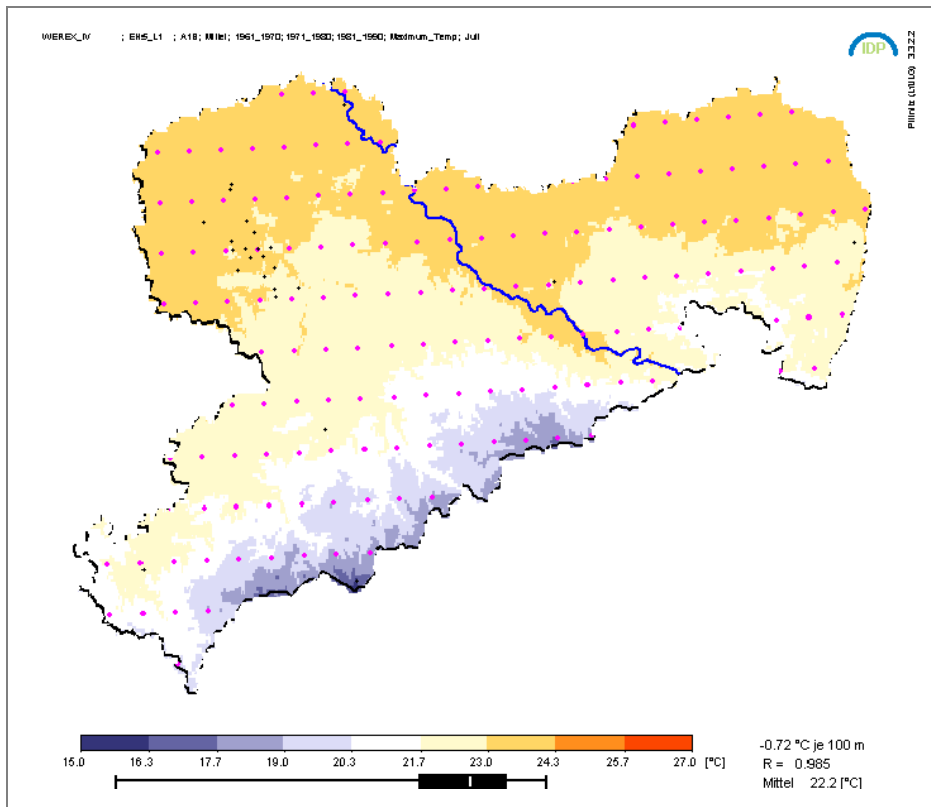 WEREX_IV ; EH5_L1 ; A1B; Mittel; 1961_1970; 1971_1980; 1981_1990; Maximum_Temp; Juli
IDP
Pillnitz (LfULG) 3.3.2.2
15.0 16.3 17.7 19.0 20.3 21.7 23.0 24.3 25.7 27.0 [°C]
-0.72 °C je 100 m
R = 0.985
Mittel 22.2 [°C]